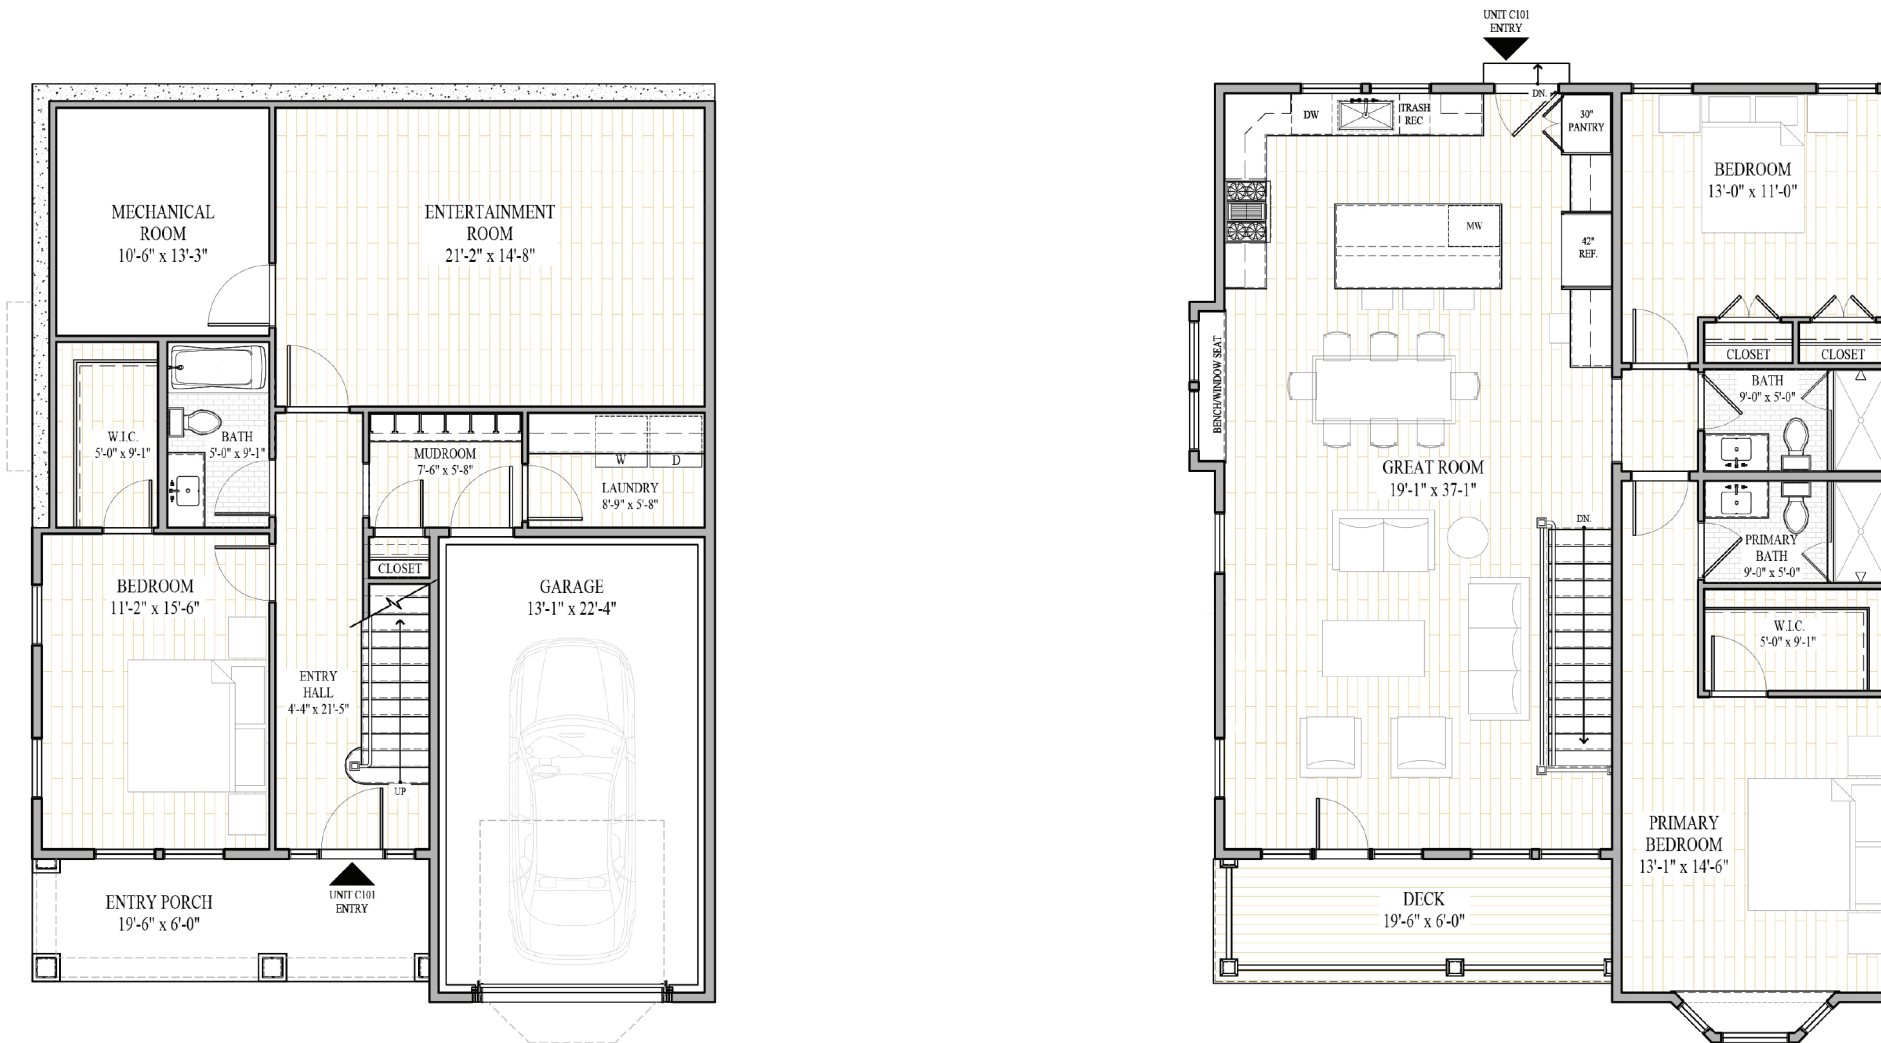 MECHANICAL
ROOM
10'-6" x 13'-3"
ENTERTAINMENT
ROOM
21'-2" x 14'-8"
W.I.C.
5'-0" x 9'-1"
BATH
5'-0" x 9'-1"
MUDROOM
7'-6" x 5'-8"
W
D
LAUNDRY
8'-9" x 5'-8"
CLOSET
BEDROOM
11'-2" x 15'-6"
GARAGE
13'-1" x 22'-4"
ENTRY
HALL
4'-4" x 21'-5"
UP
UNIT C101
ENTRY
ENTRY PORCH
19'-6" x 6'-0"
UNIT C101
ENTRY
DN.
DW
TRASH
REC
30"
PANTRY
MW
42"
REF.
BENCH/WINDOW SEAT
GREAT ROOM
19'-1" x 37'-1"
DN.
BEDROOM
13'-0" x 11'-0"
CLOSET
CLOSET
BATH
9'-0" x 5'-0"
PRIMARY
BATH
9'-0" x 5'-0"
W.I.C.
5'-0" x 9'-1"
PRIMARY
BEDROOM
13'-1" x 14'-6"
DECK
19'-6" x 6'-0"